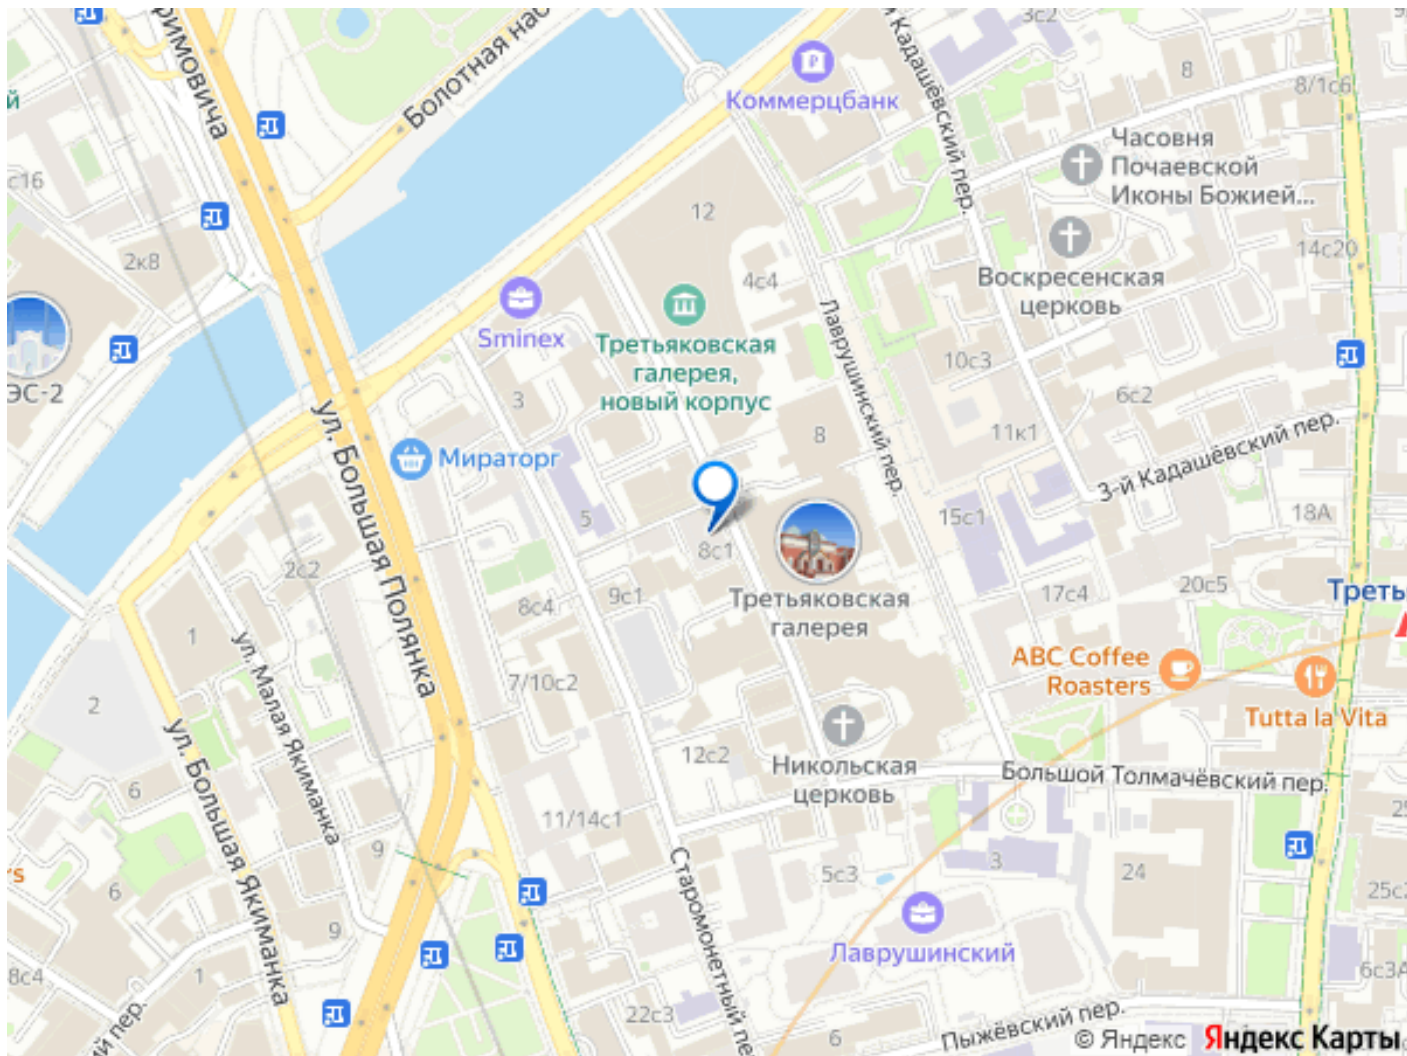 римовича
й
Болотная наб
Коммерцбанк
й Кадашёвский пер.
3с2
8
8/1с6
Часовня
Почаевской
Иконы Божией...
с16
2к8
12
4с4
14с20
Воскресенская
церковь
Sminex
Третьяковская
галерея,
новый корпус
Лаврушинский пер.
10с3
6с2
ЭС-2
3
ул. Большая Полянка
Мираторг
8
11к1
3-й Кадашёвский пер.
5
15с1
18А
8с1
2с2
8с4
9с1
Третьяковская
галерея
17с4
20с5
Треть
1
ул. Малая Якиманка
7/10с2
ABC Coffee
Roasters
Tutta la Vita
2
ул. Большая Якиманка
12с2
Никольская
церковь
Большой Толмачёвский пер.
6
11/14с1
9
Старомонетный пе
5с3
3
24
25с2
's
6
9
Лаврушинский
8с4
1
ий пер.
22с3
6
Пыжёвский пер.
6с3А
© Яндекс Яндекс Карты